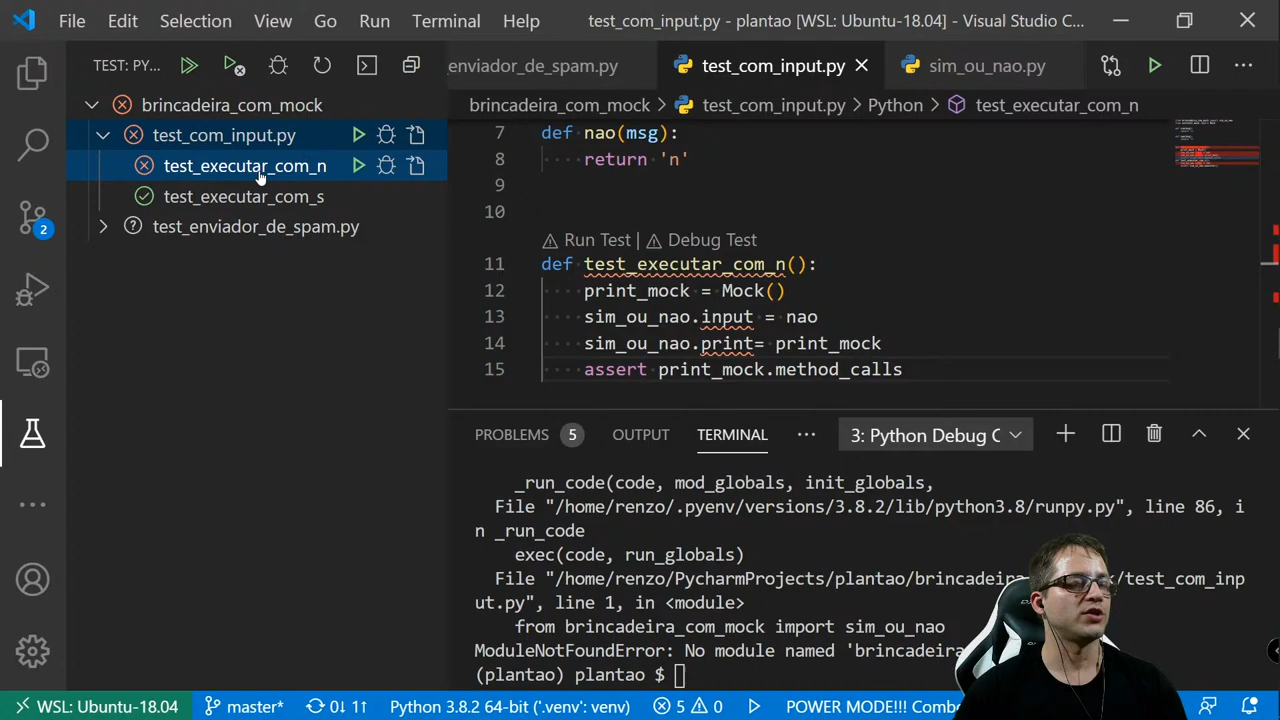 File Edit Selection View Go Run Terminal Help test_com_input.py - plantao [WSL: Ubuntu-18.04] - Visual Studio C...
TEST: PY... enviador_de_spam.py test_com_input.py sim_ou_nao.py
brincadeira_com_mock
test_com_input.py
test_executar_com_n
test_executar_com_s
test_enviador_de_spam.py
2
brincadeira_com_mock > test_com_input.py > Python > test_executar_com_n
7 def nao(msg):
8 return 'n'
9
10
Run Test | Debug Test
11 def test_executar_com_n():
12 print_mock = Mock()
13 sim_ou_nao.input = nao
14 sim_ou_nao.print= print_mock
15 assert print_mock.method_calls
PROBLEMS 5 OUTPUT TERMINAL ... 3: Python Debug C
_run_code(code, mod_globals, init_globals,
File "/home/renzo/.pyenv/versions/3.8.2/lib/python3.8/runpy.py", line 86, i
n _run_code
exec(code, run_globals)
File "/home/renzo/PycharmProjects/plantao/brincadeira k/test_com_inp
ut.py", line 1, in <module>
from brincadeira_com_mock import sim_ou_nao
ModuleNotFoundError: No module named 'brincadeira
(plantao) plantao $
WSL: Ubuntu-18.04 master* 0↓ 1↑ Python 3.8.2 64-bit ('.venv': venv) 5 0 POWER MODE!!! Comb